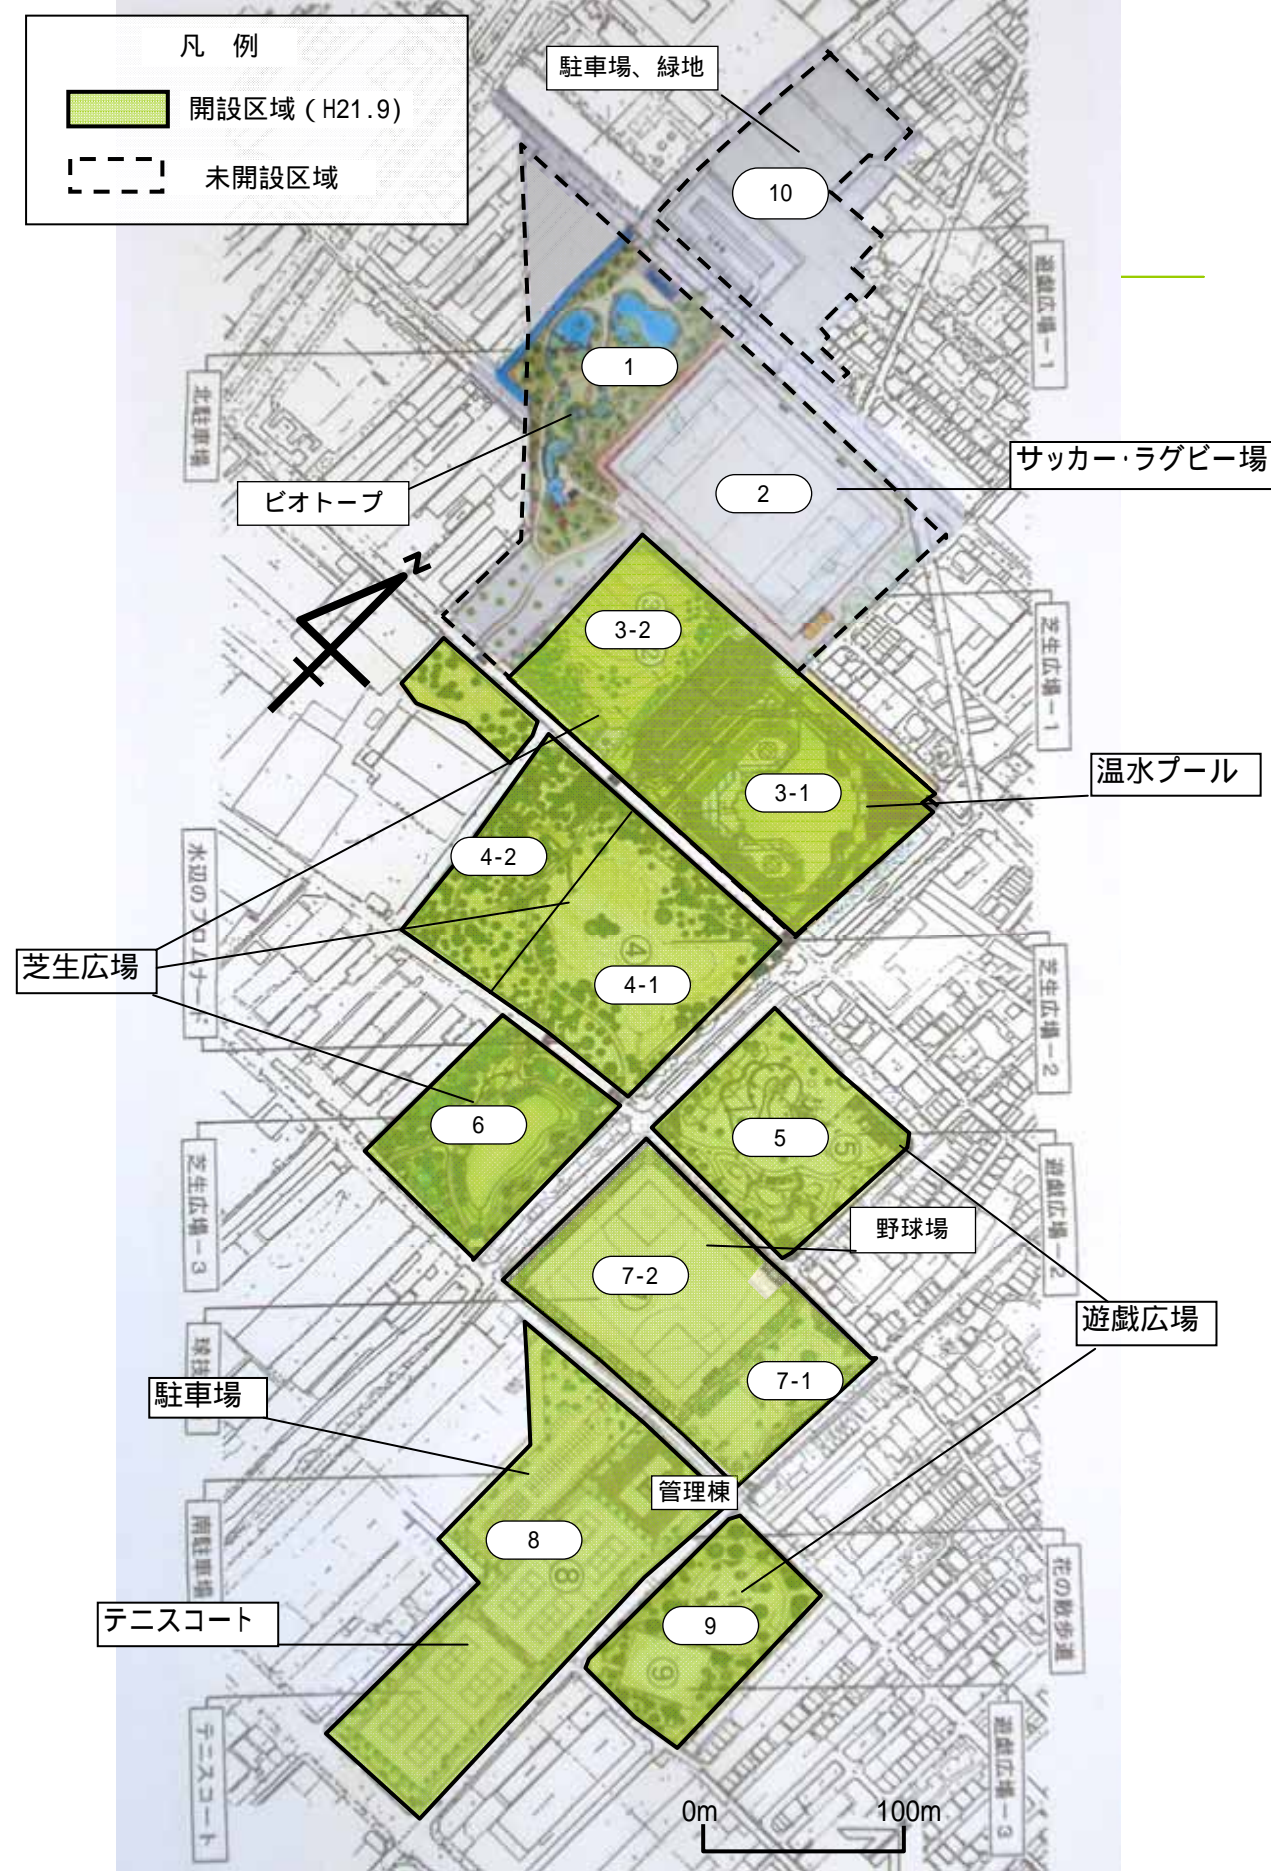 凡 例
開設区域（H21.9)
未開設区域
駐車場、緑地
10
遊戯広場－1
1
北駐車場
サッカー・ラグビー場
2
ビオトープ
N
3-2
芝生広場－1
温水プール
3-1
4-2
水辺のプロムナード
芝生広場
4
4-1
芝生広場－2
6
5
5
芝生広場－3
遊戯広場－2
野球場
7-2
遊戯広場
球技
駐車場
7-1
管理棟
南駐車場
8
8
花の散歩道
テニスコート
9
9
テニスコート
遊戯広場－3
0m
100m